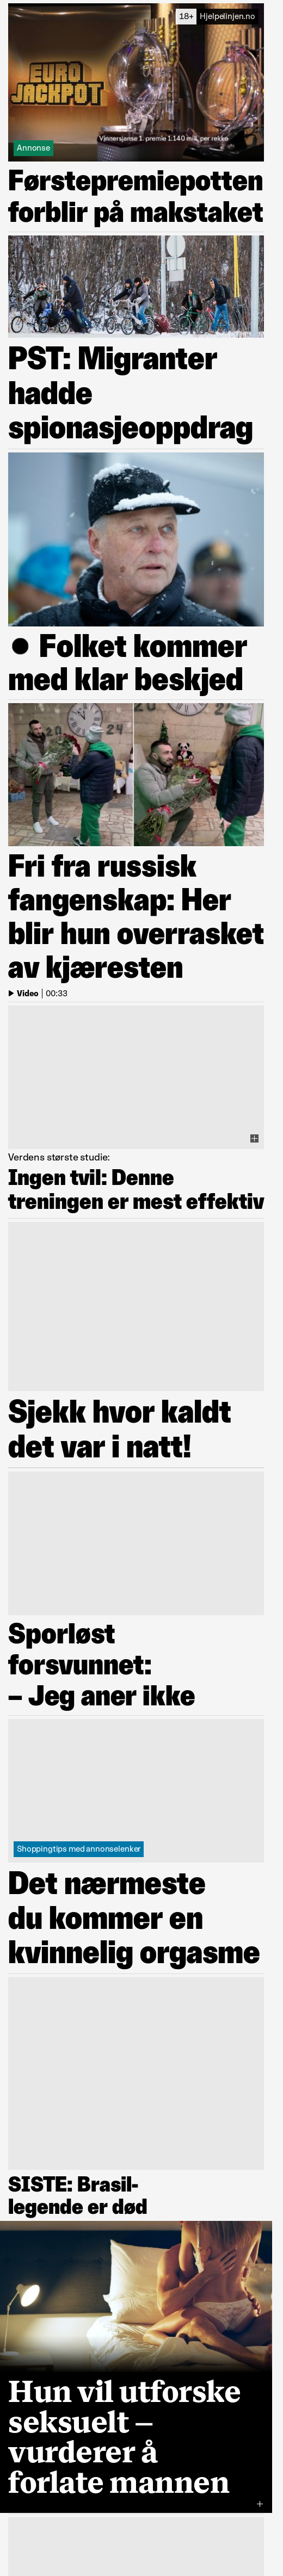 18+ Hjelpelinjen.no
EURO
JACKPOT
Vinnersjanse 1. premie 1:140 mill. per rekke
Annonse
Førstepremiepotten
forblir på makstaket
PST: Migranter
hadde
spionasjeoppdrag
● Folket kommer
med klar beskjed
Fri fra russisk
fangenskap: Her
blir hun overrasket
av kjæresten
Video | 00:33
Verdens største studie:
Ingen tvil: Denne
treningen er mest effektiv
Sjekk hvor kaldt
det var i natt!
Sporløst
forsvunnet:
– Jeg aner ikke
Shoppingtips med annonselenker
Det nærmeste
du kommer en
kvinnelig orgasme
SISTE: Brasil-
legende er død
Hun vil utforske
seksuelt –
vurderer å
forlate mannen